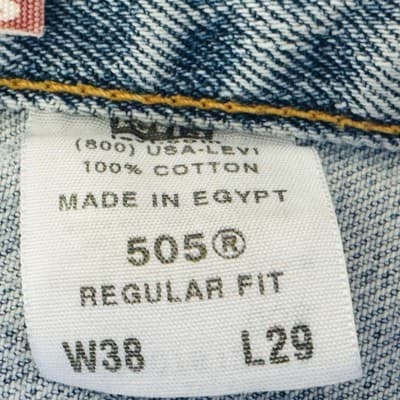 (800) USA-LEVI
100% COTTON
MADE IN EGYPT
505®
REGULAR FIT
W38 L29